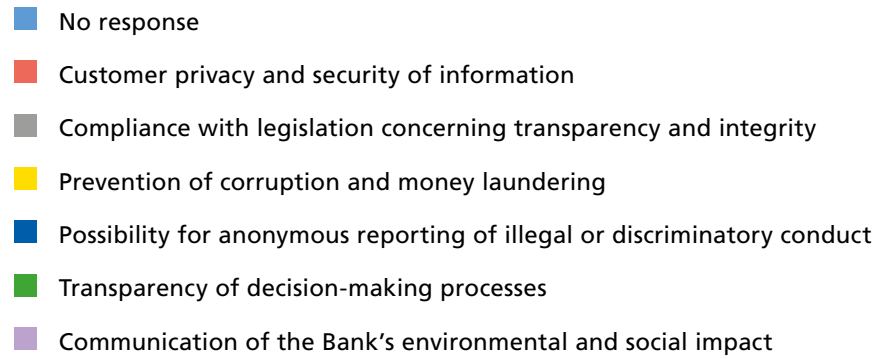 No response
Customer privacy and security of information
Compliance with legislation concerning transparency and integrity
Prevention of corruption and money laundering
Possibility for anonymous reporting of illegal or discriminatory conduct
Transparency of decision-making processes
Communication of the Bank’s environmental and social impact